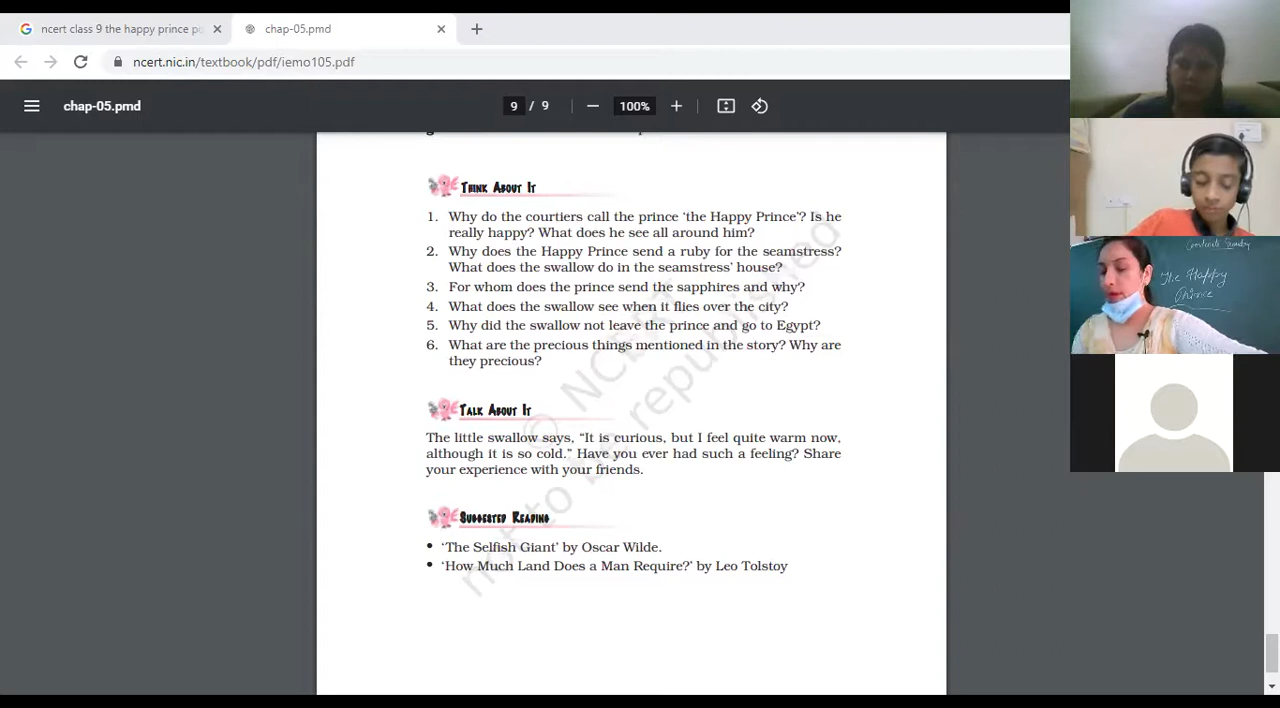 ncert class 9 the happy prince
chap-05.pmd
ncert.nic.in/textbook/pdf/iemo105.pdf
chap-05.pmd
9 / 9
100%
Think About It
1. Why do the courtiers call the prince ‘the Happy Prince’? Is he
really happy? What does he see all around him?
2. Why does the Happy Prince send a ruby for the seamstress?
What does the swallow do in the seamstress’ house?
3. For whom does the prince send the sapphires and why?
4. What does the swallow see when it flies over the city?
5. Why did the swallow not leave the prince and go to Egypt?
6. What are the precious things mentioned in the story? Why are
they precious?
Talk About It
The little swallow says, “It is curious, but I feel quite warm now,
although it is so cold.” Have you ever had such a feeling? Share
your experience with your friends.
Suggested Reading
• ‘The Selfish Giant’ by Oscar Wilde.
• ‘How Much Land Does a Man Require?’ by Leo Tolstoy
© NCERT
not to be republished
The Happy
Prince